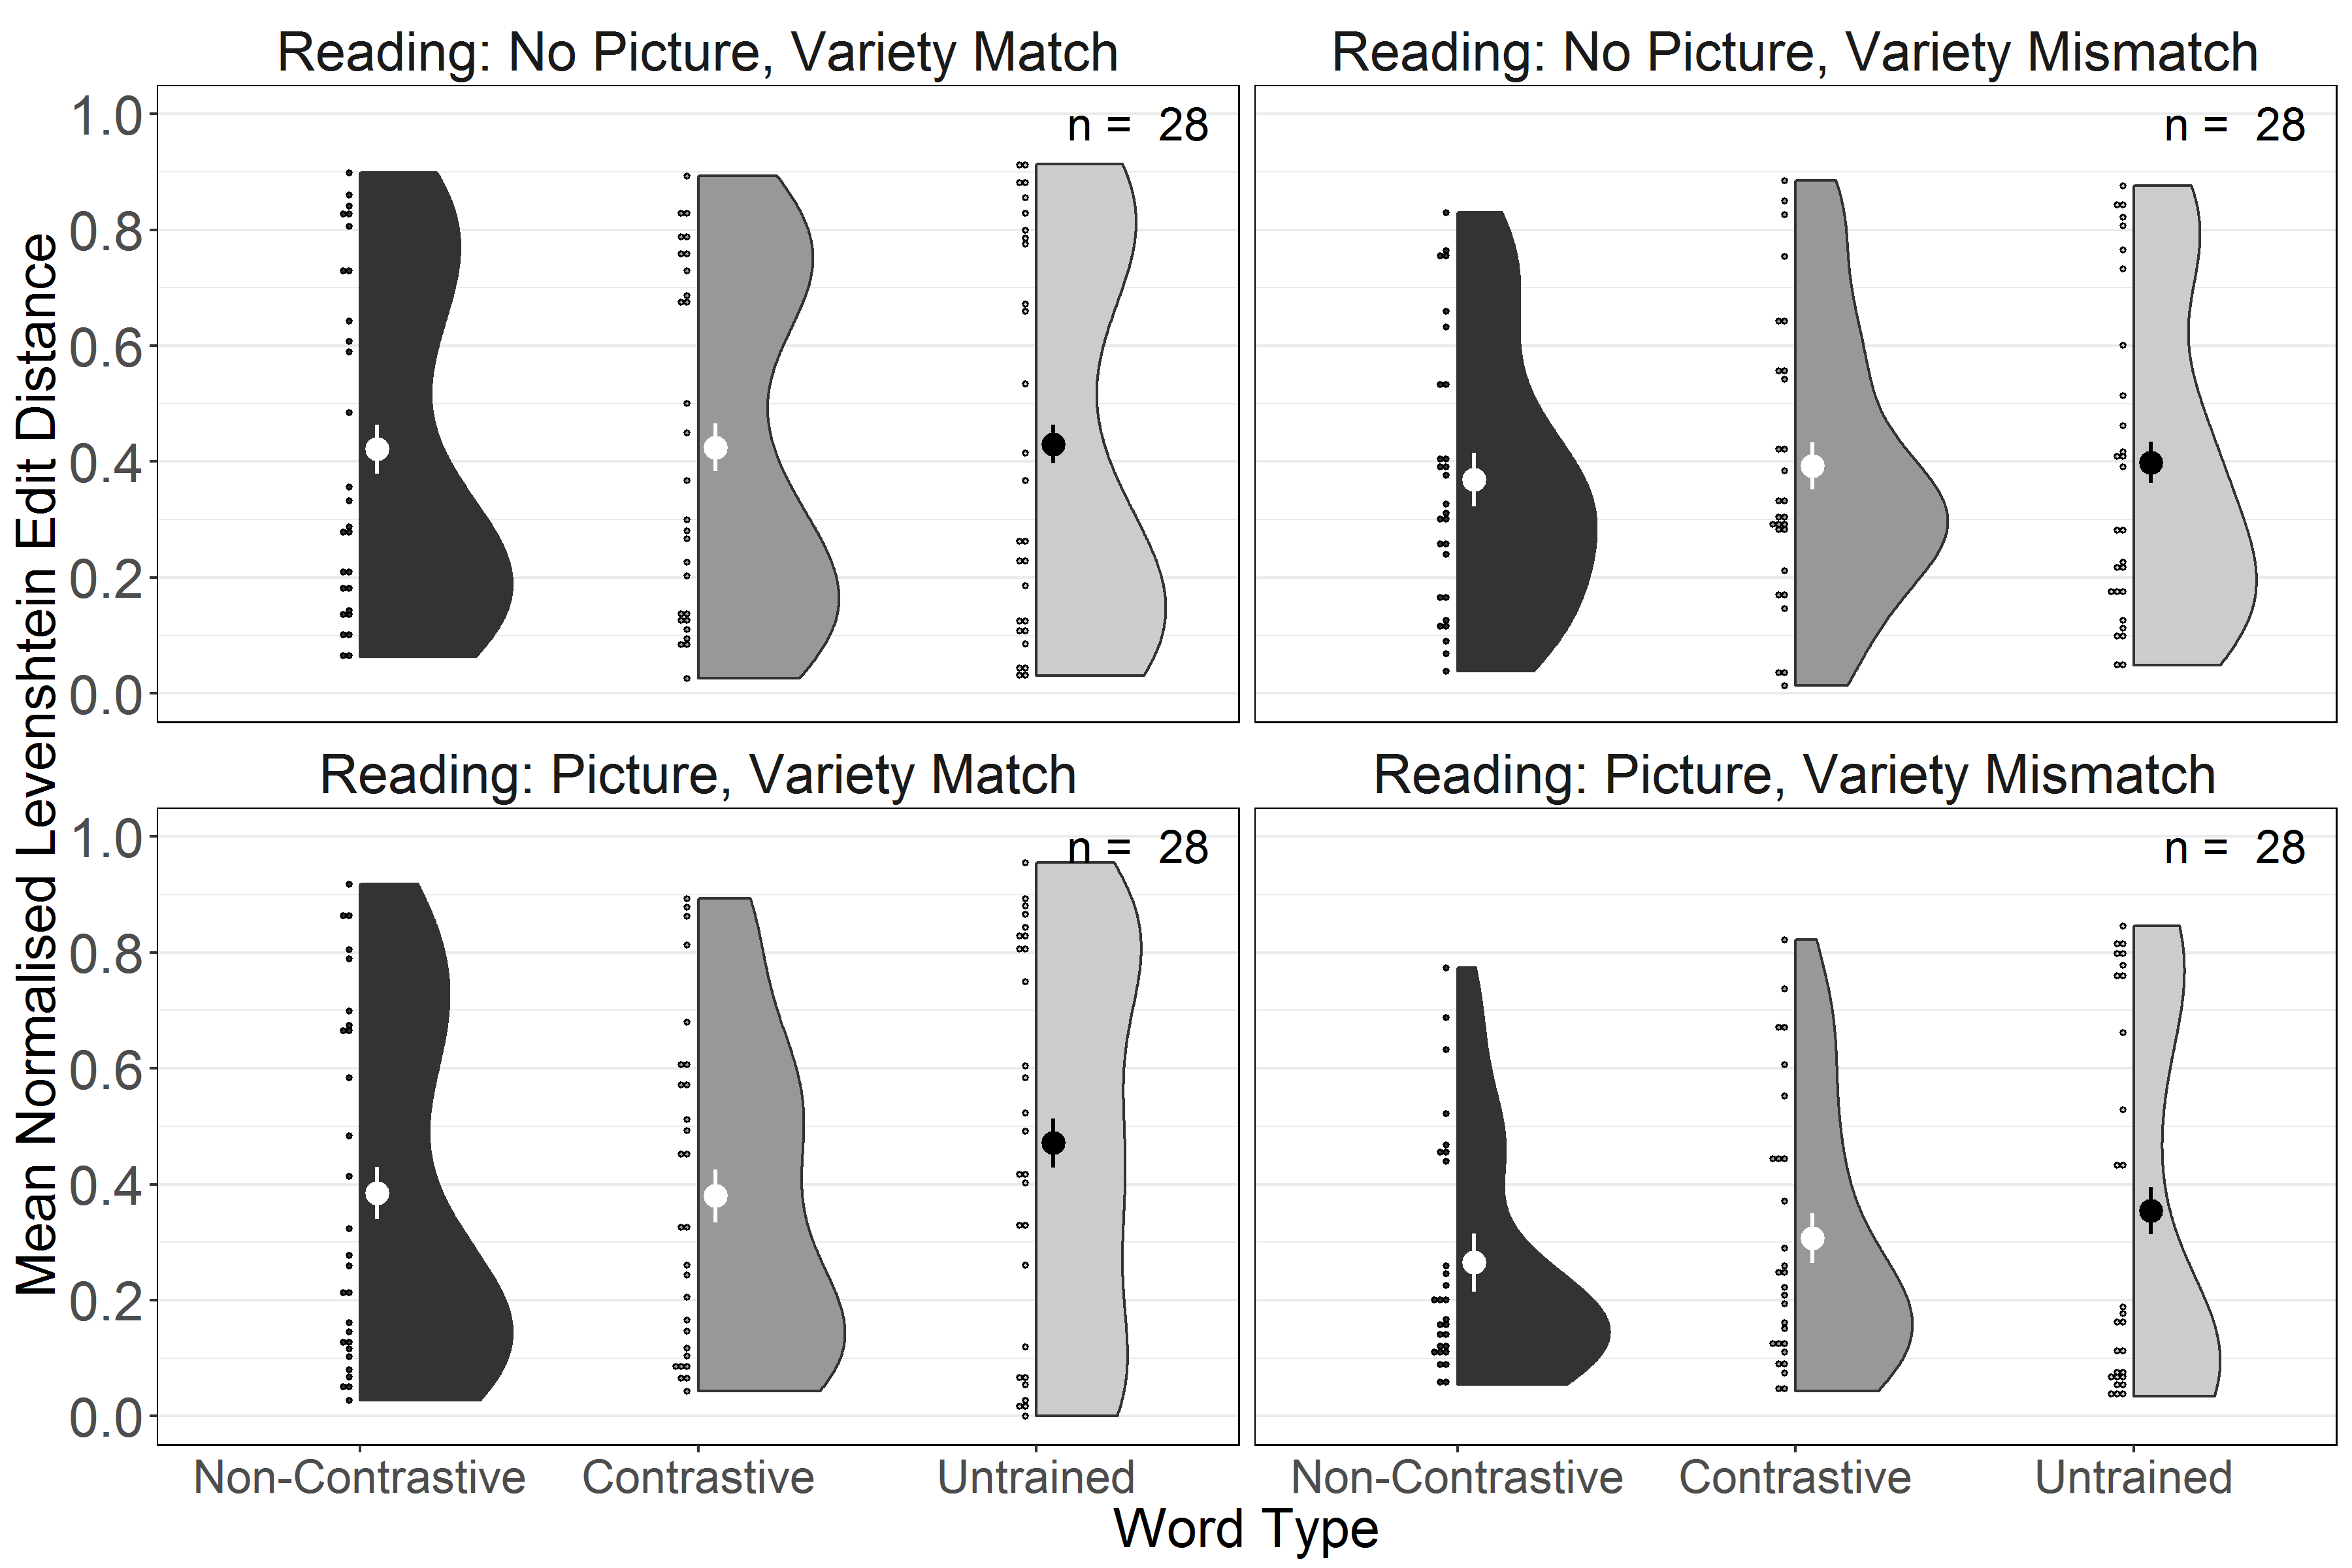 Reading: No Picture, Variety Match
Reading: No Picture, Variety Mismatch
n =  28
n =  28
1.0
0.8
0.6
0.4
0.2
0.0
Mean Normalised Levenshtein Edit Distance
Reading: Picture, Variety Match
Reading: Picture, Variety Mismatch
n =  28
n =  28
1.0
0.8
0.6
0.4
0.2
0.0
Non-Contrastive
Contrastive
Untrained
Non-Contrastive
Contrastive
Untrained
Word Type